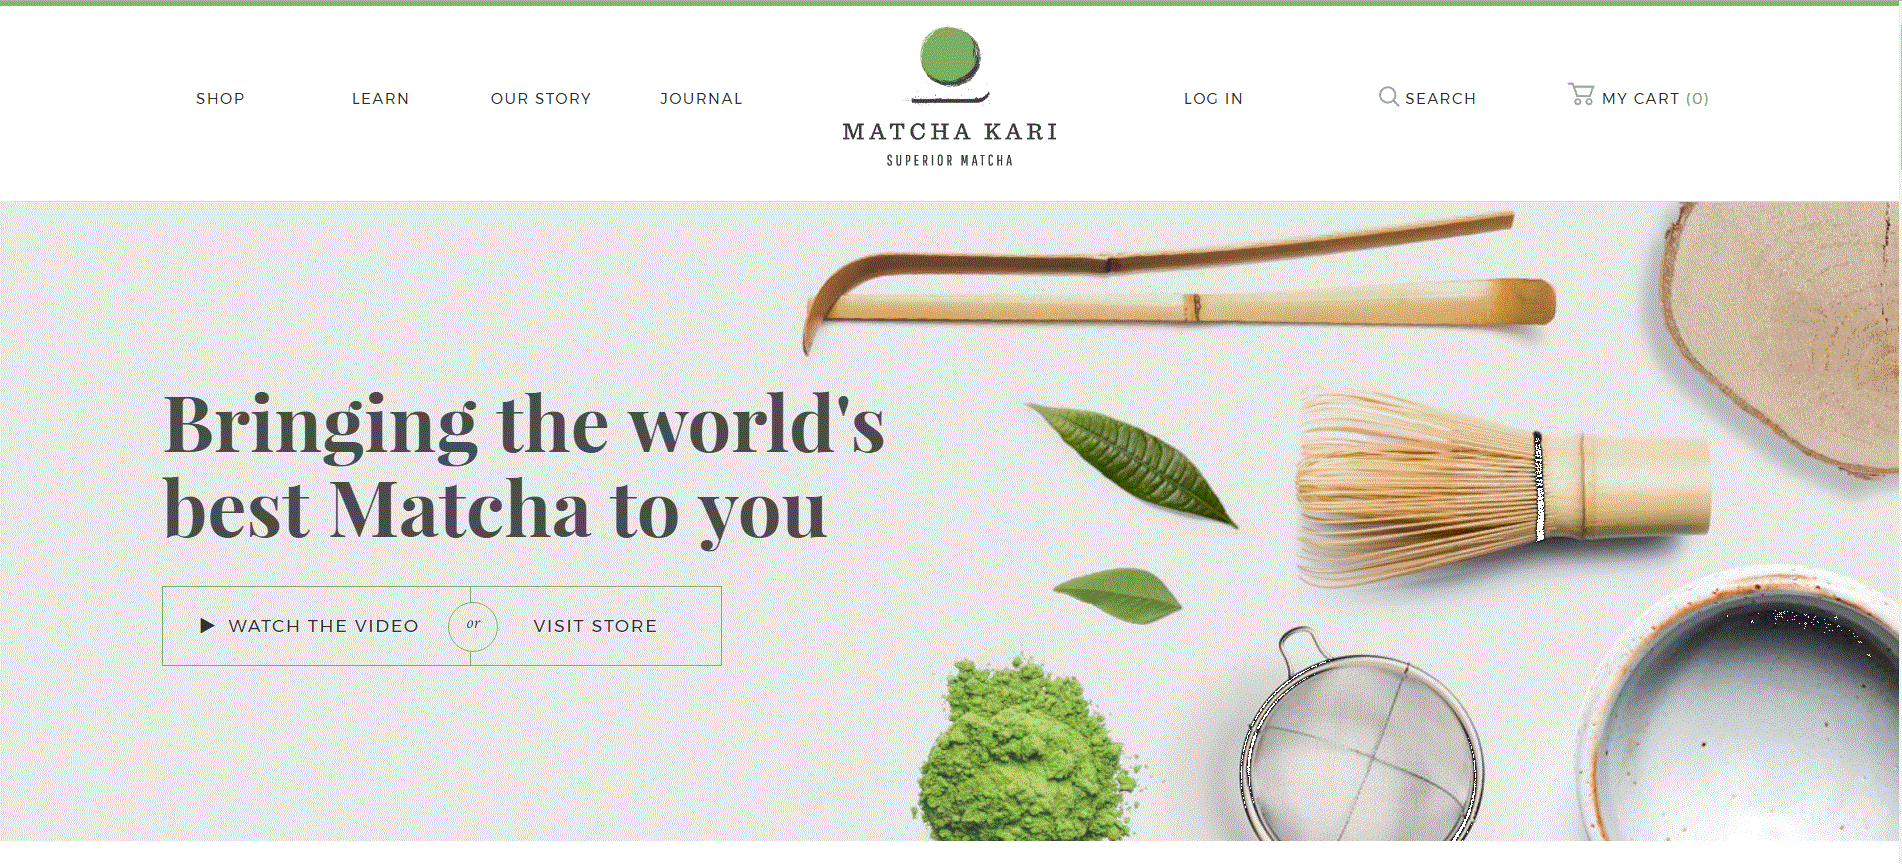 SHOP
LEARN
OUR STORY
JOURNAL
MATCHA KARI
SUPERIOR MATCHA
LOG IN
SEARCH
MY CART (0)
Bringing the world's
best Matcha to you
WATCH THE VIDEO
or
VISIT STORE